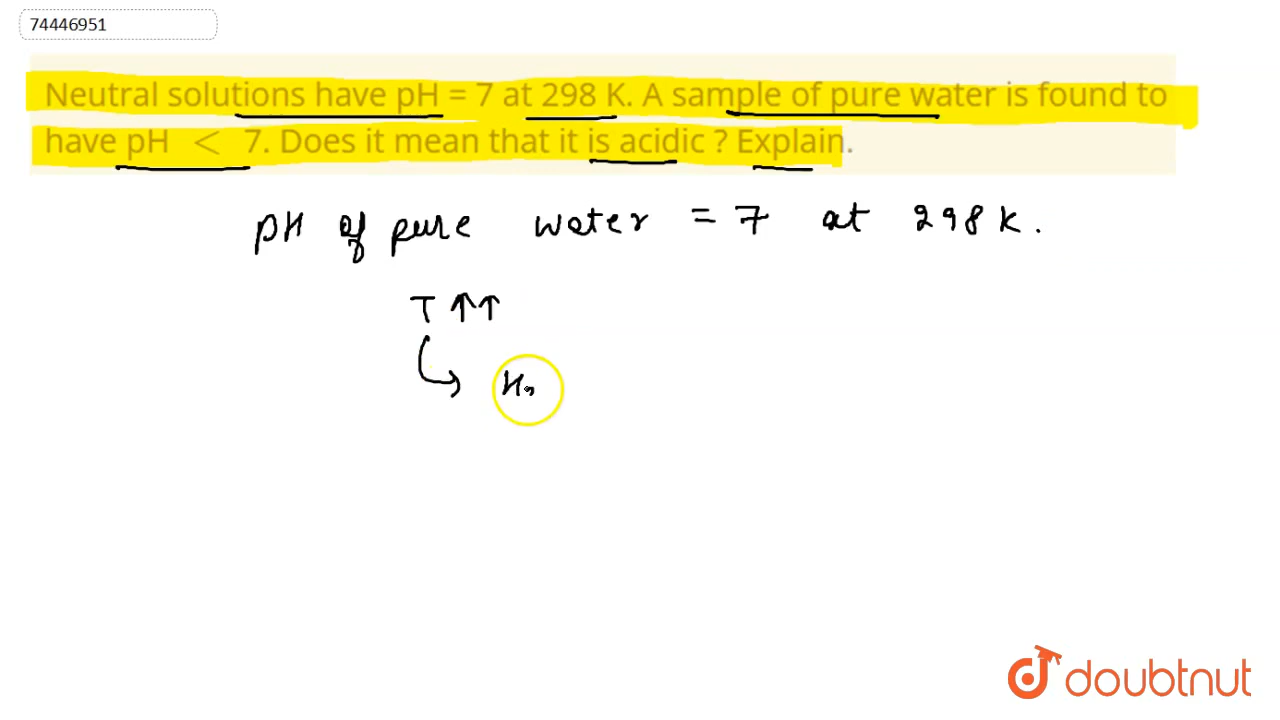 74446951
Neutral solutions have pH = 7 at 298 K. A sample of pure water is found to
have pH < 7. Does it mean that it is acidic ? Explain.
pH of pure water = 7 at 298 K.
T ↑↑
H₂
doubtnut